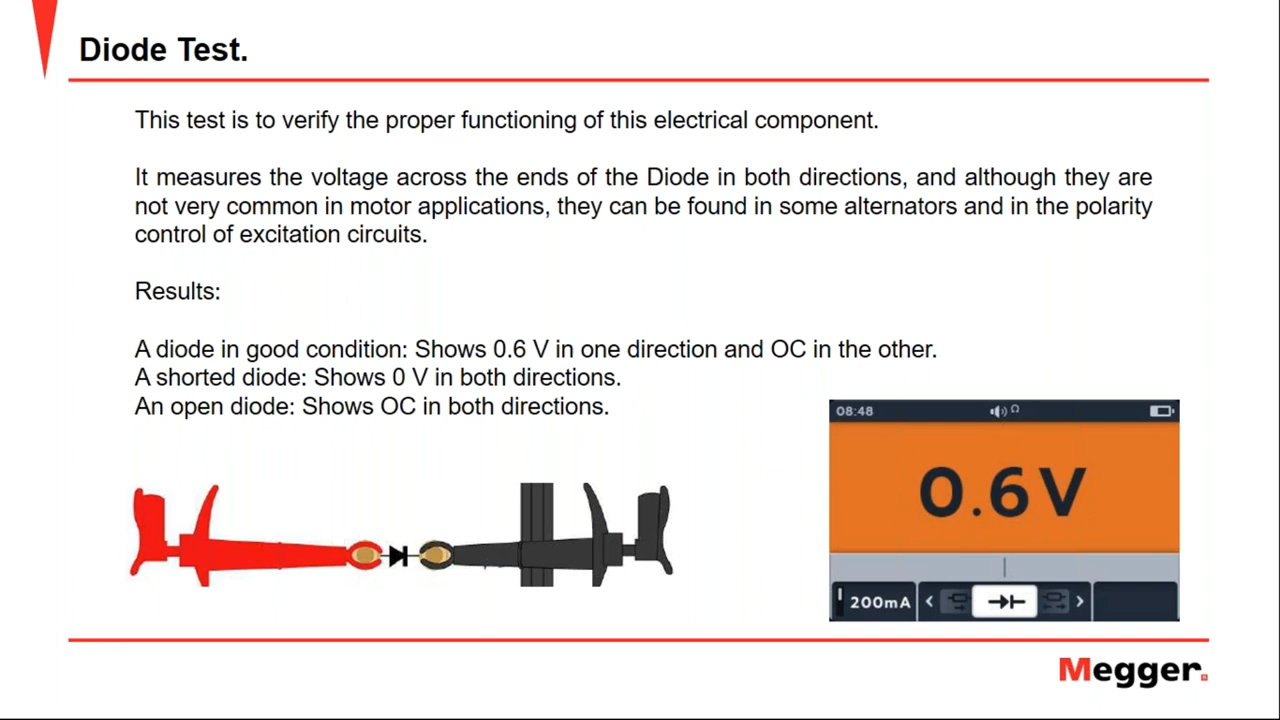 Diode Test.
This test is to verify the proper functioning of this electrical component.
It measures the voltage across the ends of the Diode in both directions, and although they are
not very common in motor applications, they can be found in some alternators and in the polarity
control of excitation circuits.
Results:
A diode in good condition: Shows 0.6 V in one direction and OC in the other.
A shorted diode: Shows 0 V in both directions.
An open diode: Shows OC in both directions.
08:48 Ω
0.6 V
200mA < >
Megger.